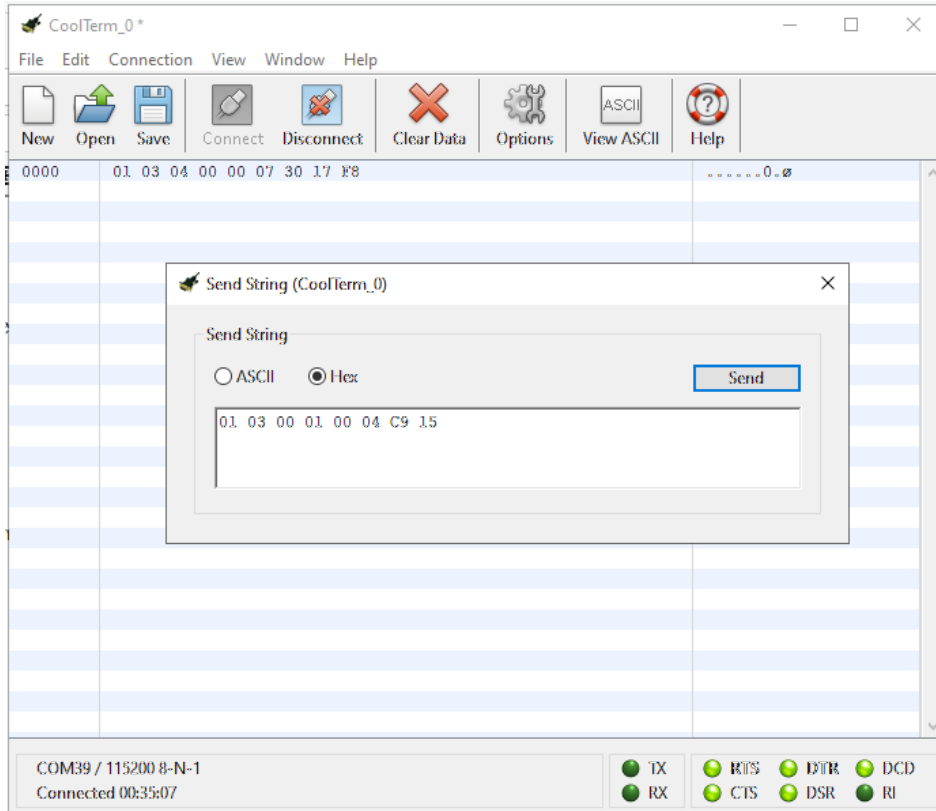 CoolTerm_0 *
File Edit Connection View Window Help
ASCII
New Open Save Connect Disconnect Clear Data Options View ASCII Help
0000 01 03 04 00 00 07 30 17 F8 ......0.ø
Send String (CoolTerm_0)
Send String
ASCII Hex Send
01 03 00 01 00 04 C9 15
COM39 / 115200 8-N-1 TX RTS DTR DCD
Connected 00:35:07 RX CTS DSR RI